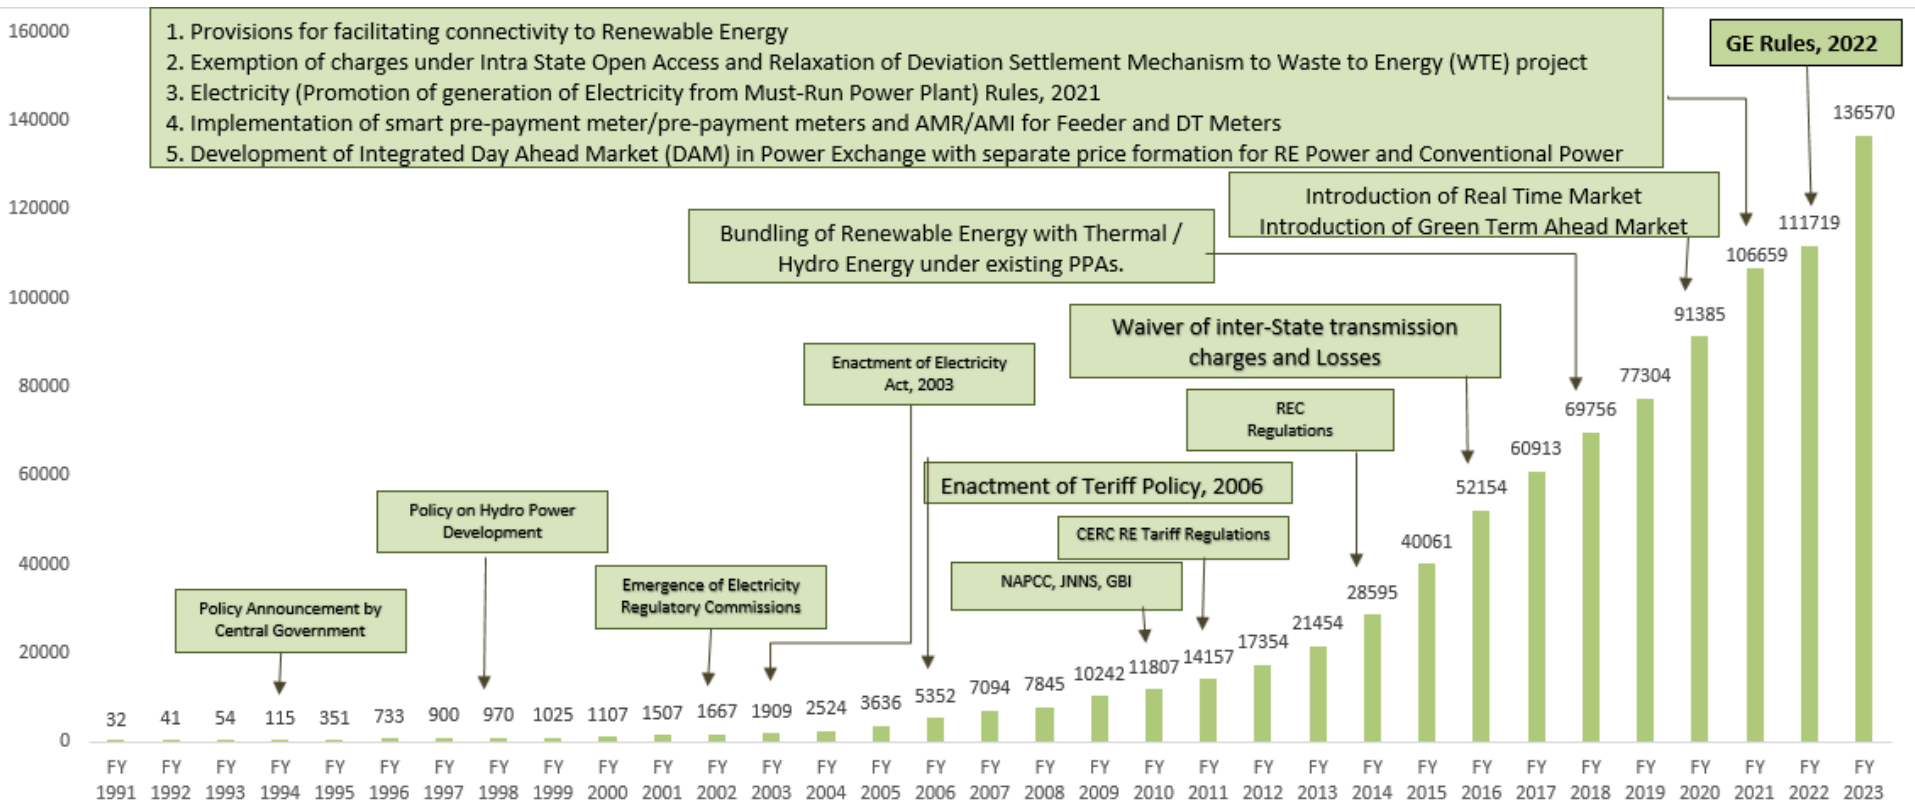 1. Provisions for facilitating connectivity to Renewable Energy
2. Exemption of charges under Intra State Open Access and Relaxation of Deviation Settlement Mechanism to Waste to Energy (WTE) project
3. Electricity (Promotion of generation of Electricity from Must-Run Power Plant) Rules, 2021
4. Implementation of smart pre-payment meter/pre-payment meters and AMR/AMI for Feeder and DT Meters
5. Development of Integrated Day Ahead Market (DAM) in Power Exchange with separate price formation for RE Power and Conventional Power
GE Rules, 2022
Introduction of Real Time Market
Introduction of Green Term Ahead Market
Bundling of Renewable Energy with Thermal /
Hydro Energy under existing PPAs.
Waiver of inter-State transmission
charges and Losses
Enactment of Electricity
Act, 2003
REC
Regulations
Enactment of Teriff Policy, 2006
Policy on Hydro Power
Development
CERC RE Tariff Regulations
NAPCC, JNNS, GBI
Emergence of Electricity
Regulatory Commissions
Policy Announcement by
Central Government
160000
140000
120000
100000
80000
60000
40000
20000
0
32 41 54 115 351 733 900 970 1025 1107 1507 1667 1909 2524 3636 5352 7094 7845 10242 11807 14157 17354 21454 28595 40061 52154 60913 69756 77304 91385 106659 111719 136570
FY FY FY FY FY FY FY FY FY FY FY FY FY FY FY FY FY FY FY FY FY FY FY FY FY FY FY FY FY FY FY FY FY
1991 1992 1993 1994 1995 1996 1997 1998 1999 2000 2001 2002 2003 2004 2005 2006 2007 2008 2009 2010 2011 2012 2013 2014 2015 2016 2017 2018 2019 2020 2021 2022 2023